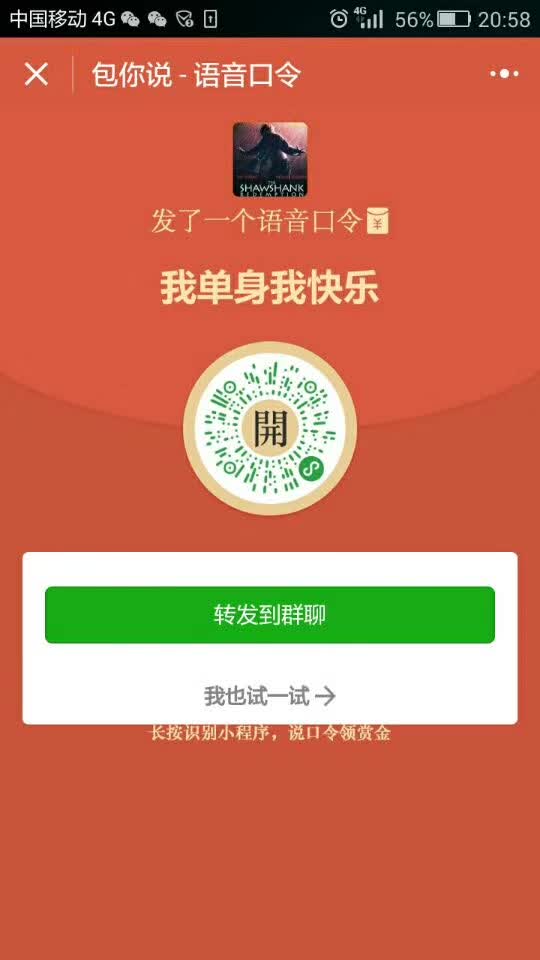 中国移动 4G 4G 56% 20:58
包你说 - 语音口令
THE
SHAWSHANK
REDEMPTION
发了一个语音口令
我单身我快乐
開
转发到群聊
我也试一试
长按识别小程序，说口令领赏金